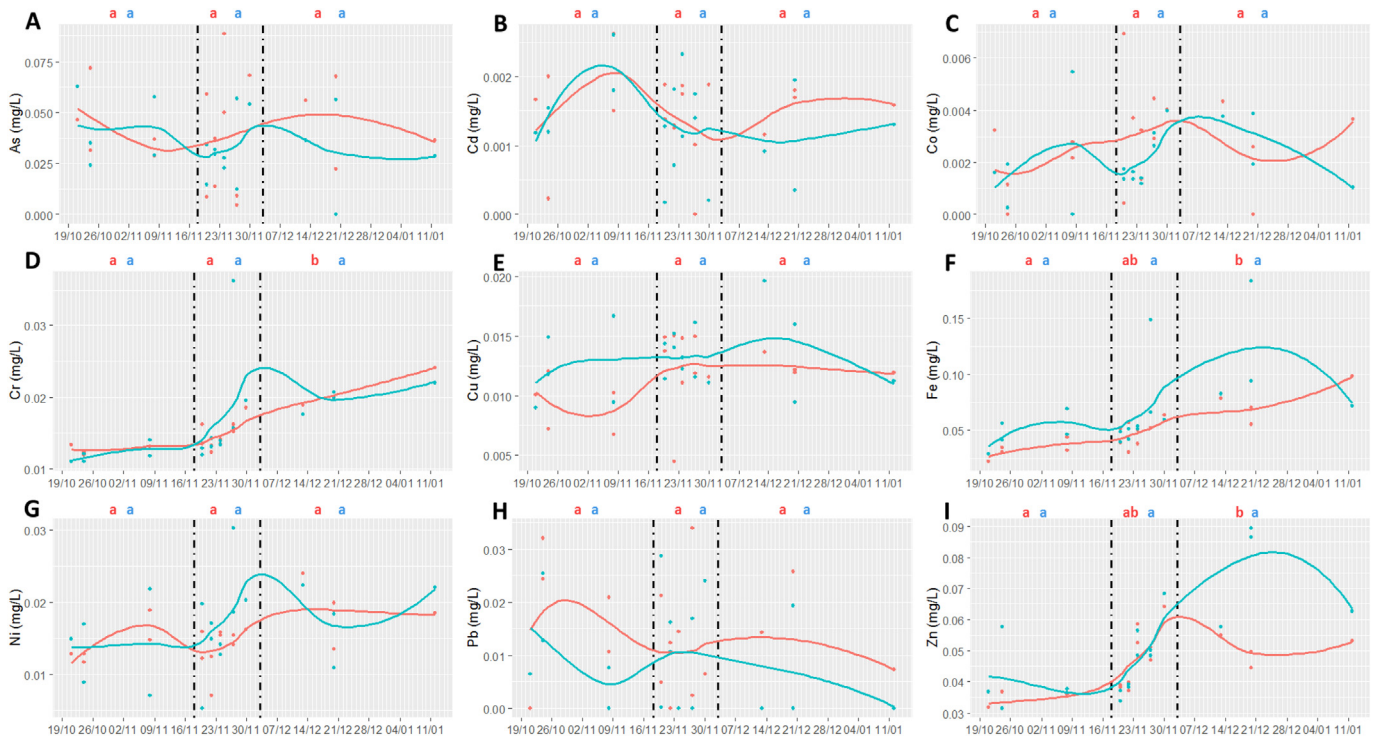 a a a a a a
A
As (mg/L)
0.075
0.050
0.025
0.000
19/10 26/10 02/11 09/11 16/11 23/11 30/11 07/12 14/12 21/12 28/12 04/01 11/01
a a a a a a
B
Cd (mg/L)
0.002
0.001
0.000
19/10 26/10 02/11 09/11 16/11 23/11 30/11 07/12 14/12 21/12 28/12 04/01 11/01
a a a a a a
C
Co (mg/L)
0.006
0.004
0.002
0.000
19/10 26/10 02/11 09/11 16/11 23/11 30/11 07/12 14/12 21/12 28/12 04/01 11/01
a a a a b a
D
Cr (mg/L)
0.03
0.02
0.01
19/10 26/10 02/11 09/11 16/11 23/11 30/11 07/12 14/12 21/12 28/12 04/01 11/01
a a a a a a
E
Cu (mg/L)
0.020
0.015
0.010
0.005
19/10 26/10 02/11 09/11 16/11 23/11 30/11 07/12 14/12 21/12 28/12 04/01 11/01
a a ab a b a
F
Fe (mg/L)
0.15
0.10
0.05
19/10 26/10 02/11 09/11 16/11 23/11 30/11 07/12 14/12 21/12 28/12 04/01 11/01
a a a a a a
G
Ni (mg/L)
0.03
0.02
0.01
19/10 26/10 02/11 09/11 16/11 23/11 30/11 07/12 14/12 21/12 28/12 04/01 11/01
a a a a a a
H
Pb (mg/L)
0.03
0.02
0.01
0.00
19/10 26/10 02/11 09/11 16/11 23/11 30/11 07/12 14/12 21/12 28/12 04/01 11/01
a a ab a b a
I
Zn (mg/L)
0.09
0.08
0.07
0.06
0.05
0.04
0.03
19/10 26/10 02/11 09/11 16/11 23/11 30/11 07/12 14/12 21/12 28/12 04/01 11/01